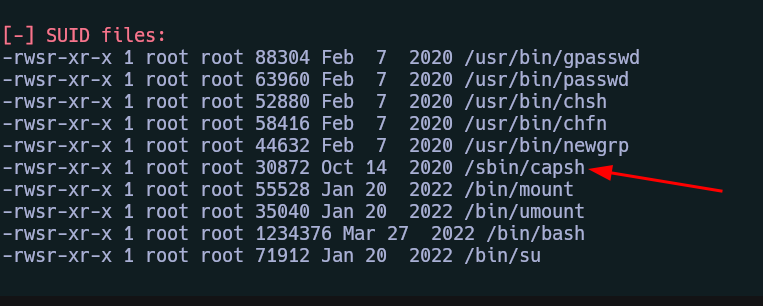 [-] SUID files:
-rwsr-xr-x 1 root root 88304 Feb  7  2020 /usr/bin/gpasswd
-rwsr-xr-x 1 root root 63960 Feb  7  2020 /usr/bin/passwd
-rwsr-xr-x 1 root root 52880 Feb  7  2020 /usr/bin/chsh
-rwsr-xr-x 1 root root 58416 Feb  7  2020 /usr/bin/chfn
-rwsr-xr-x 1 root root 44632 Feb  7  2020 /usr/bin/newgrp
-rwsr-xr-x 1 root root 30872 Oct 14  2020 /sbin/capsh
-rwsr-xr-x 1 root root 55528 Jan 20  2022 /bin/mount
-rwsr-xr-x 1 root root 35040 Jan 20  2022 /bin/umount
-rwsr-xr-x 1 root root 1234376 Mar 27  2022 /bin/bash
-rwsr-xr-x 1 root root 71912 Jan 20  2022 /bin/su